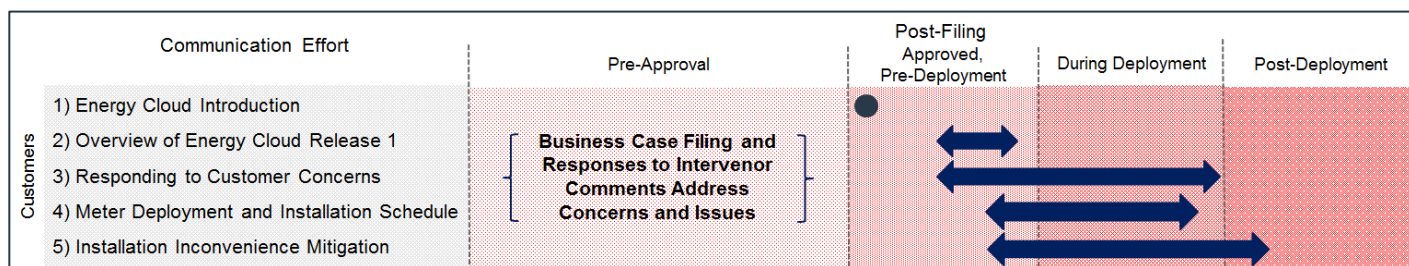 Communication Effort
Pre-Approval
Post-Filing
Approved,
Pre-Deployment
During Deployment
Post-Deployment
Customers
1) Energy Cloud Introduction
2) Overview of Energy Cloud Release 1
3) Responding to Customer Concerns
4) Meter Deployment and Installation Schedule
5) Installation Inconvenience Mitigation
Business Case Filing and
Responses to Intervenor
Comments Address
Concerns and Issues